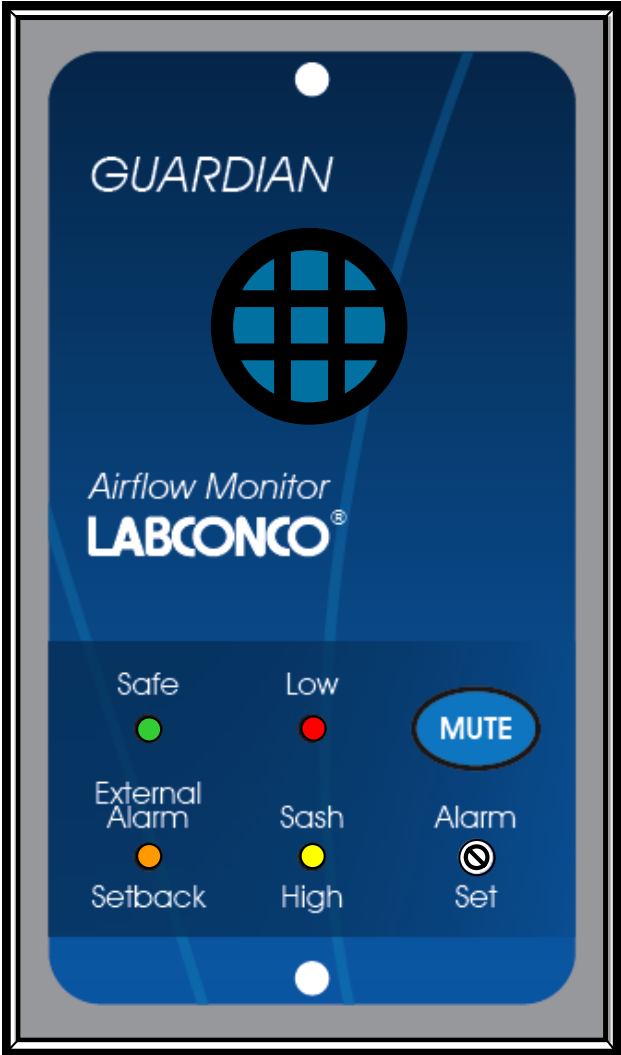 GUARDIAN
Airflow Monitor
LABCONCO®
Safe
Low
MUTE
External
Alarm
Sash
Alarm
Setback
High
Set